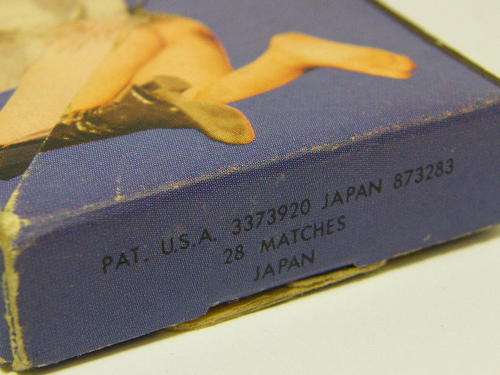 PAT. U.S.A. 3373920 JAPAN 873283
28 MATCHES
JAPAN